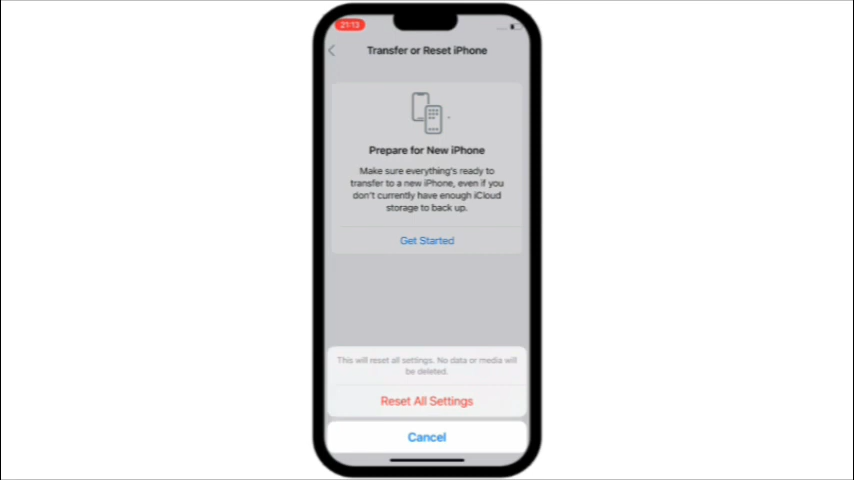 21:13
Transfer or Reset iPhone
Prepare for New iPhone
Make sure everything's ready to
transfer to a new iPhone, even if you
don't currently have enough iCloud
storage to back up.
Get Started
This will reset all settings. No data or media will
be deleted.
Reset All Settings
Cancel